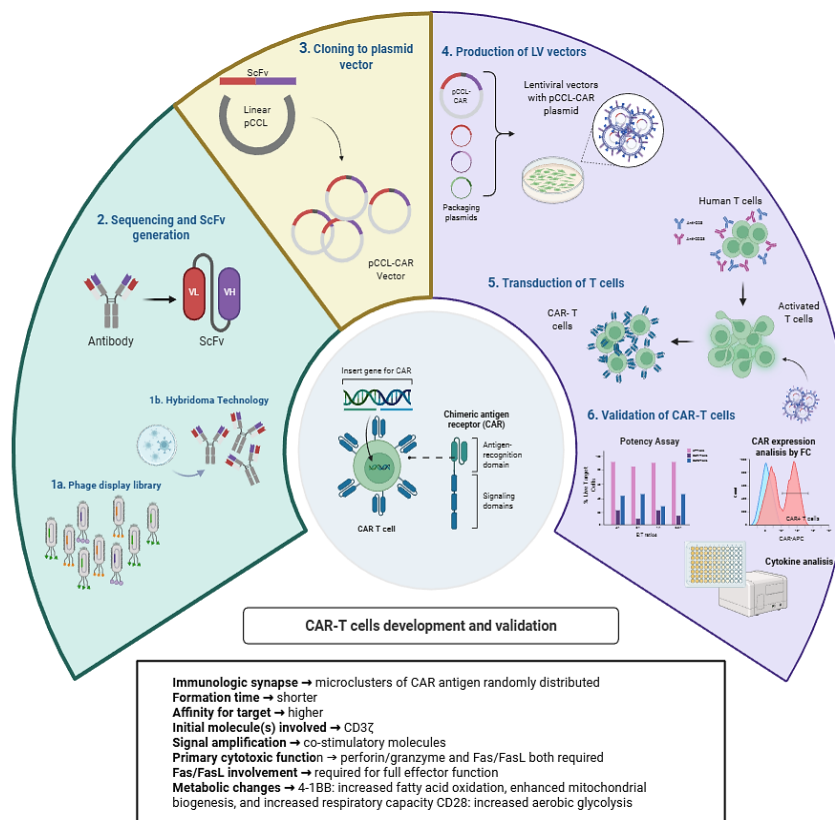 3. Cloning to plasmid
vector
ScFv
Linear
pCCL
pCCL-CAR
Vector
4. Production of LV vectors
pCCL-
CAR
Lentiviral vectors
with pCCL-CAR
plasmid
Packaging
plasmids
2. Sequencing and ScFv
generation
VL
VH
Antibody
ScFv
1b. Hybridoma Technology
1a. Phage display library
Human T cells
5. Transduction of T cells
CAR- T
cells
Activated
T cells
6. Validation of CAR-T cells
Potency Assay
% Live Target
Cells
E:T ratios
CAR expression
analisis by FC
CAR+ T cells
CAR-APC
Cytokine analisis
Insert gene for CAR
CAR T cell
Chimeric antigen
receptor (CAR)
Antigen-
recognition
domain
Signaling
domains
CAR-T cells development and validation
Immunologic synapse → microclusters of CAR antigen randomly distributed
Formation time → shorter
Affinity for target → higher
Initial molecule(s) involved → CD3ζ
Signal amplification → co-stimulatory molecules
Primary cytotoxic function → perforin/granzyme and Fas/FasL both required
Fas/FasL involvement → required for full effector function
Metabolic changes → 4-1BB: increased fatty acid oxidation, enhanced mitochondrial
biogenesis, and increased respiratory capacity CD28: increased aerobic glycolysis